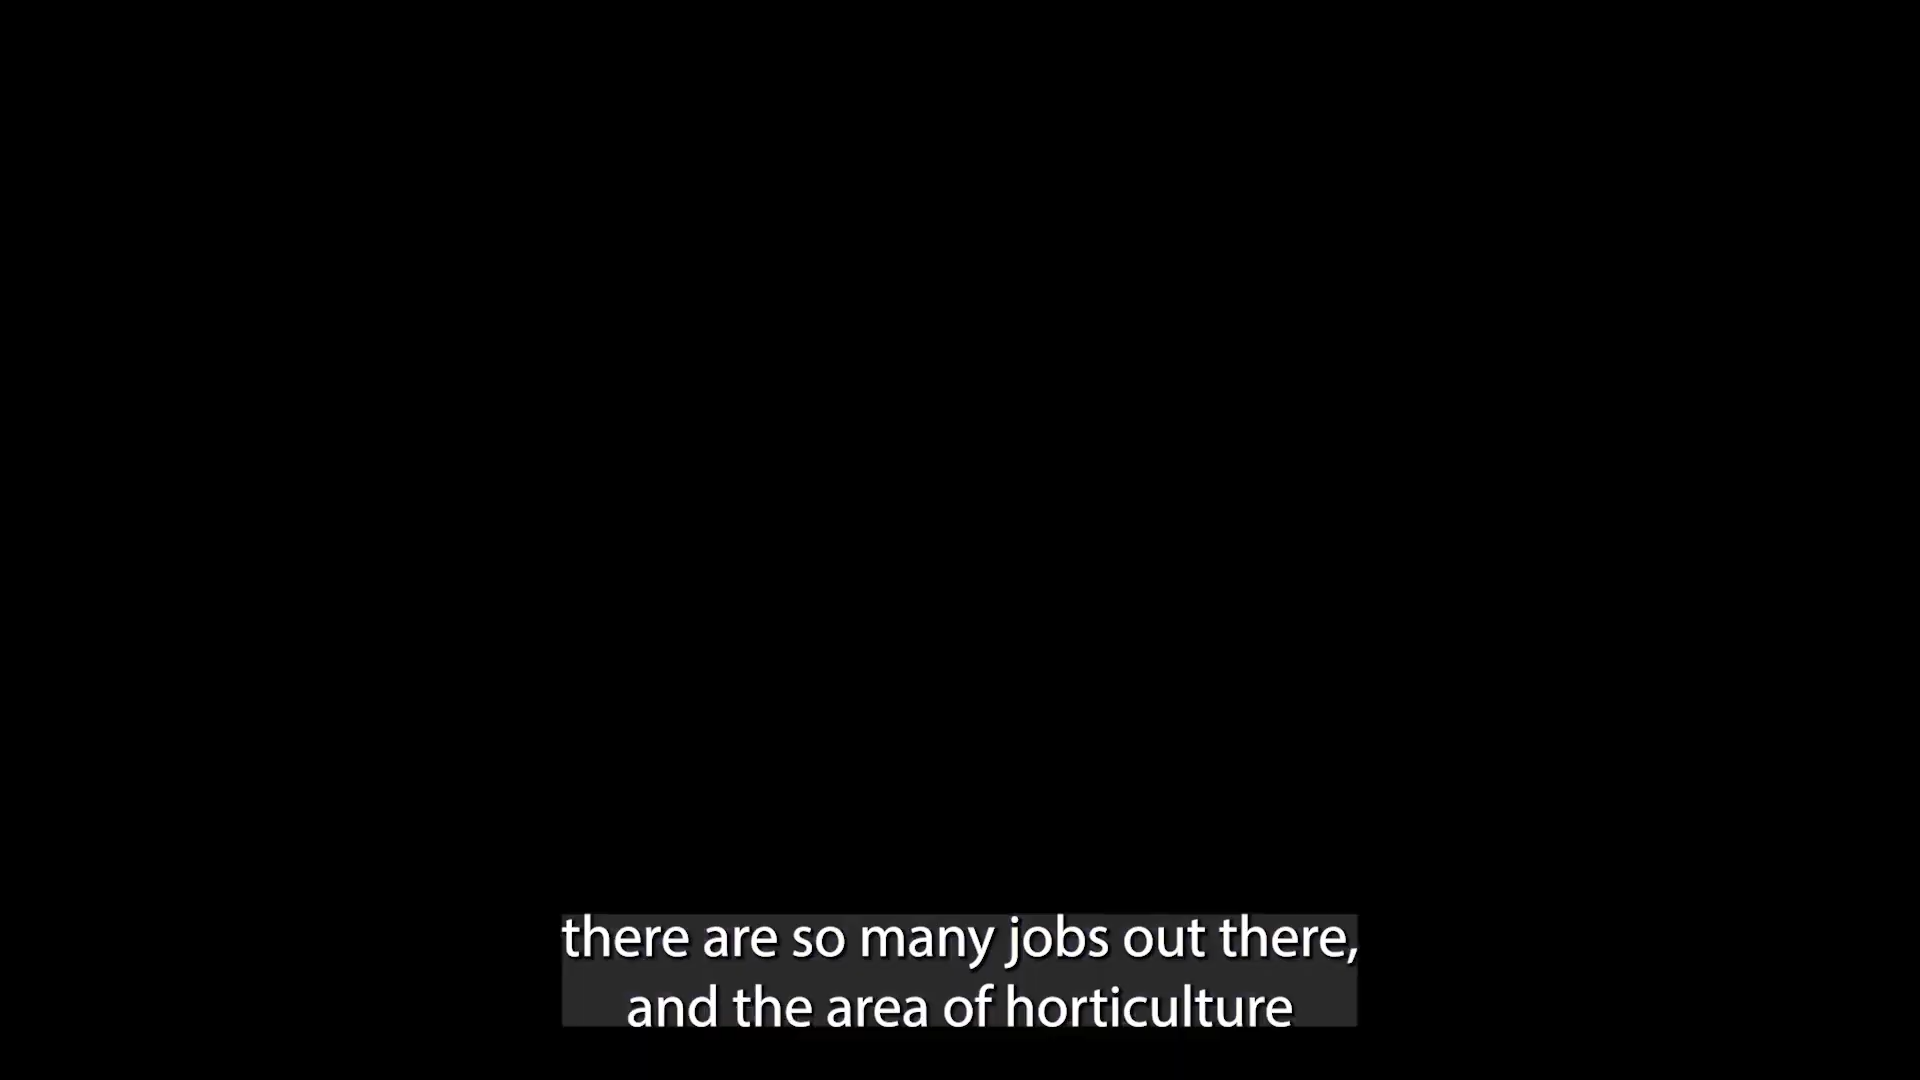 there are so many jobs out there,
and the area of horticulture